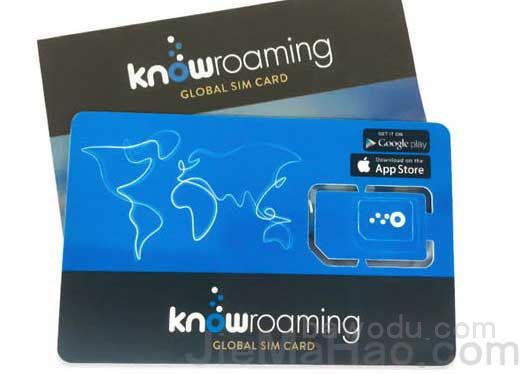 knowroaming
GLOBAL SIM CARD
GET IT ON
Google play
Download on the
App Store
knowroaming
GLOBAL SIM CARD
JieMaHao.com